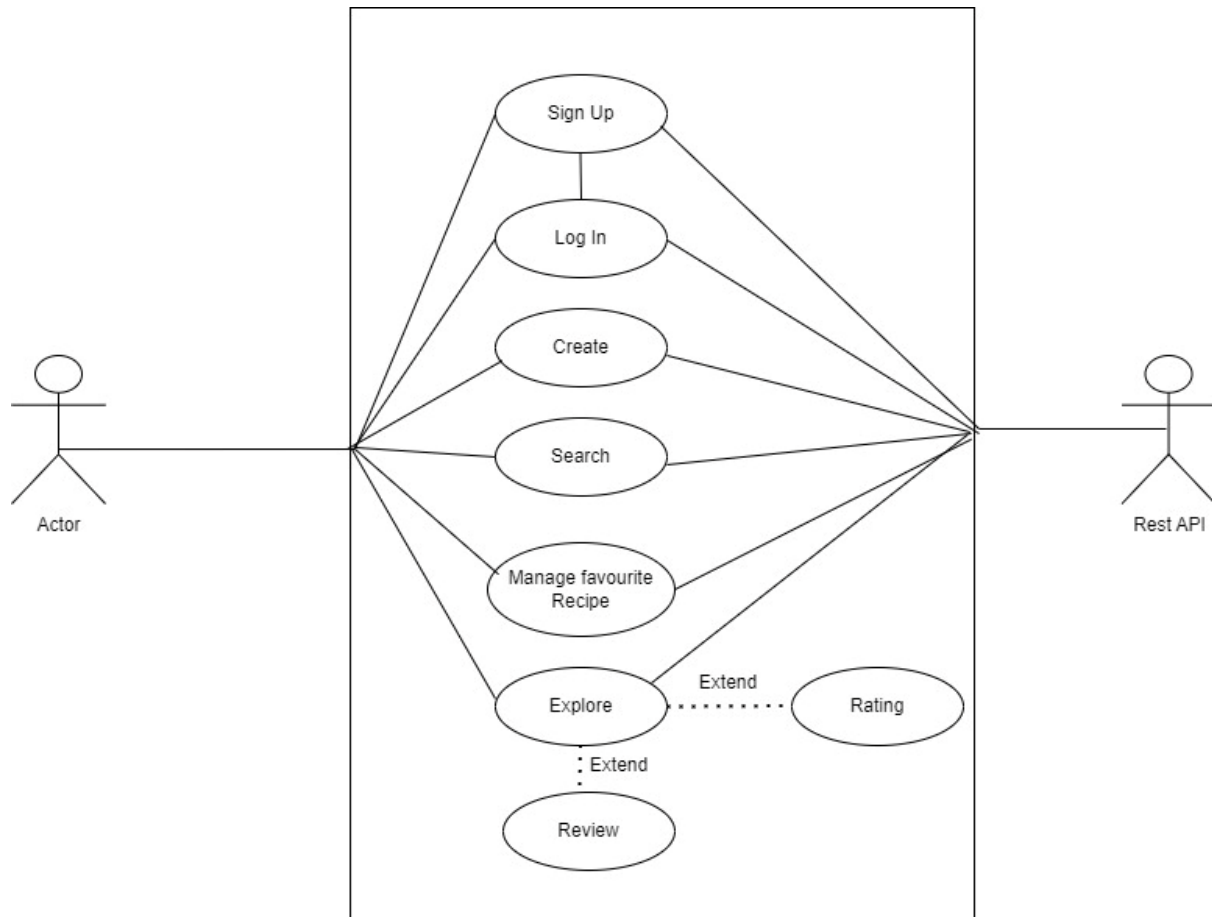 Sign Up
Log In
Create
Search
Actor
Rest API
Manage favourite
Recipe
Extend
Explore
Rating
Extend
Review